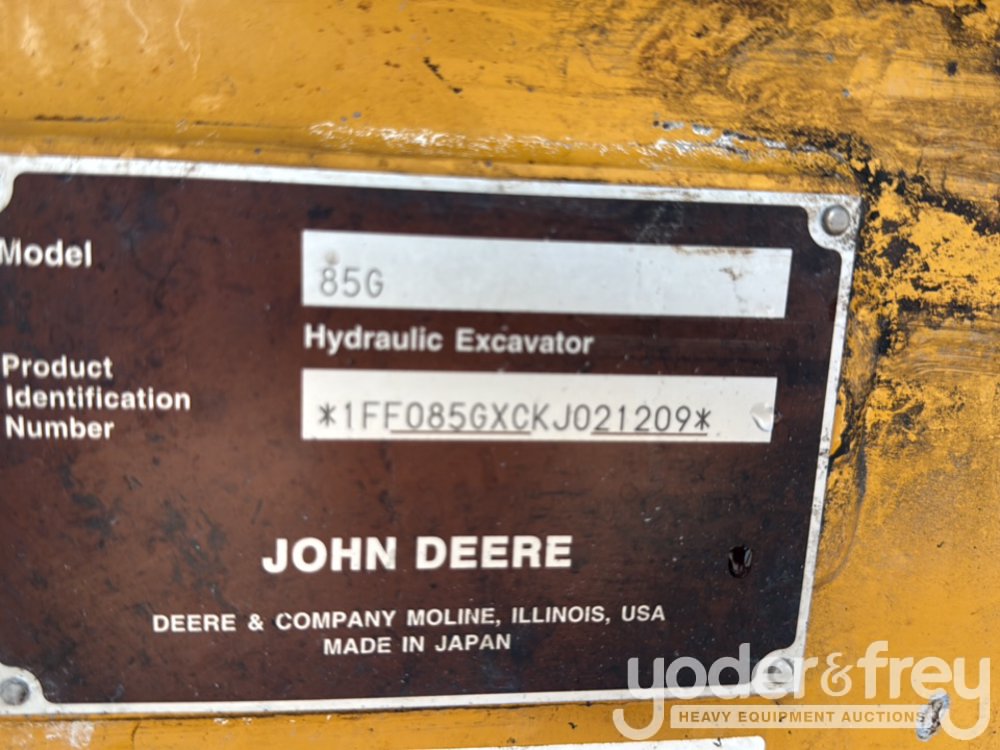 Model
85G
Hydraulic Excavator
Product
Identification
Number
*1FF085GXCKJ021209*
JOHN DEERE
DEERE & COMPANY MOLINE, ILLINOIS, USA
MADE IN JAPAN
yoder&frey
HEAVY EQUIPMENT AUCTIONS